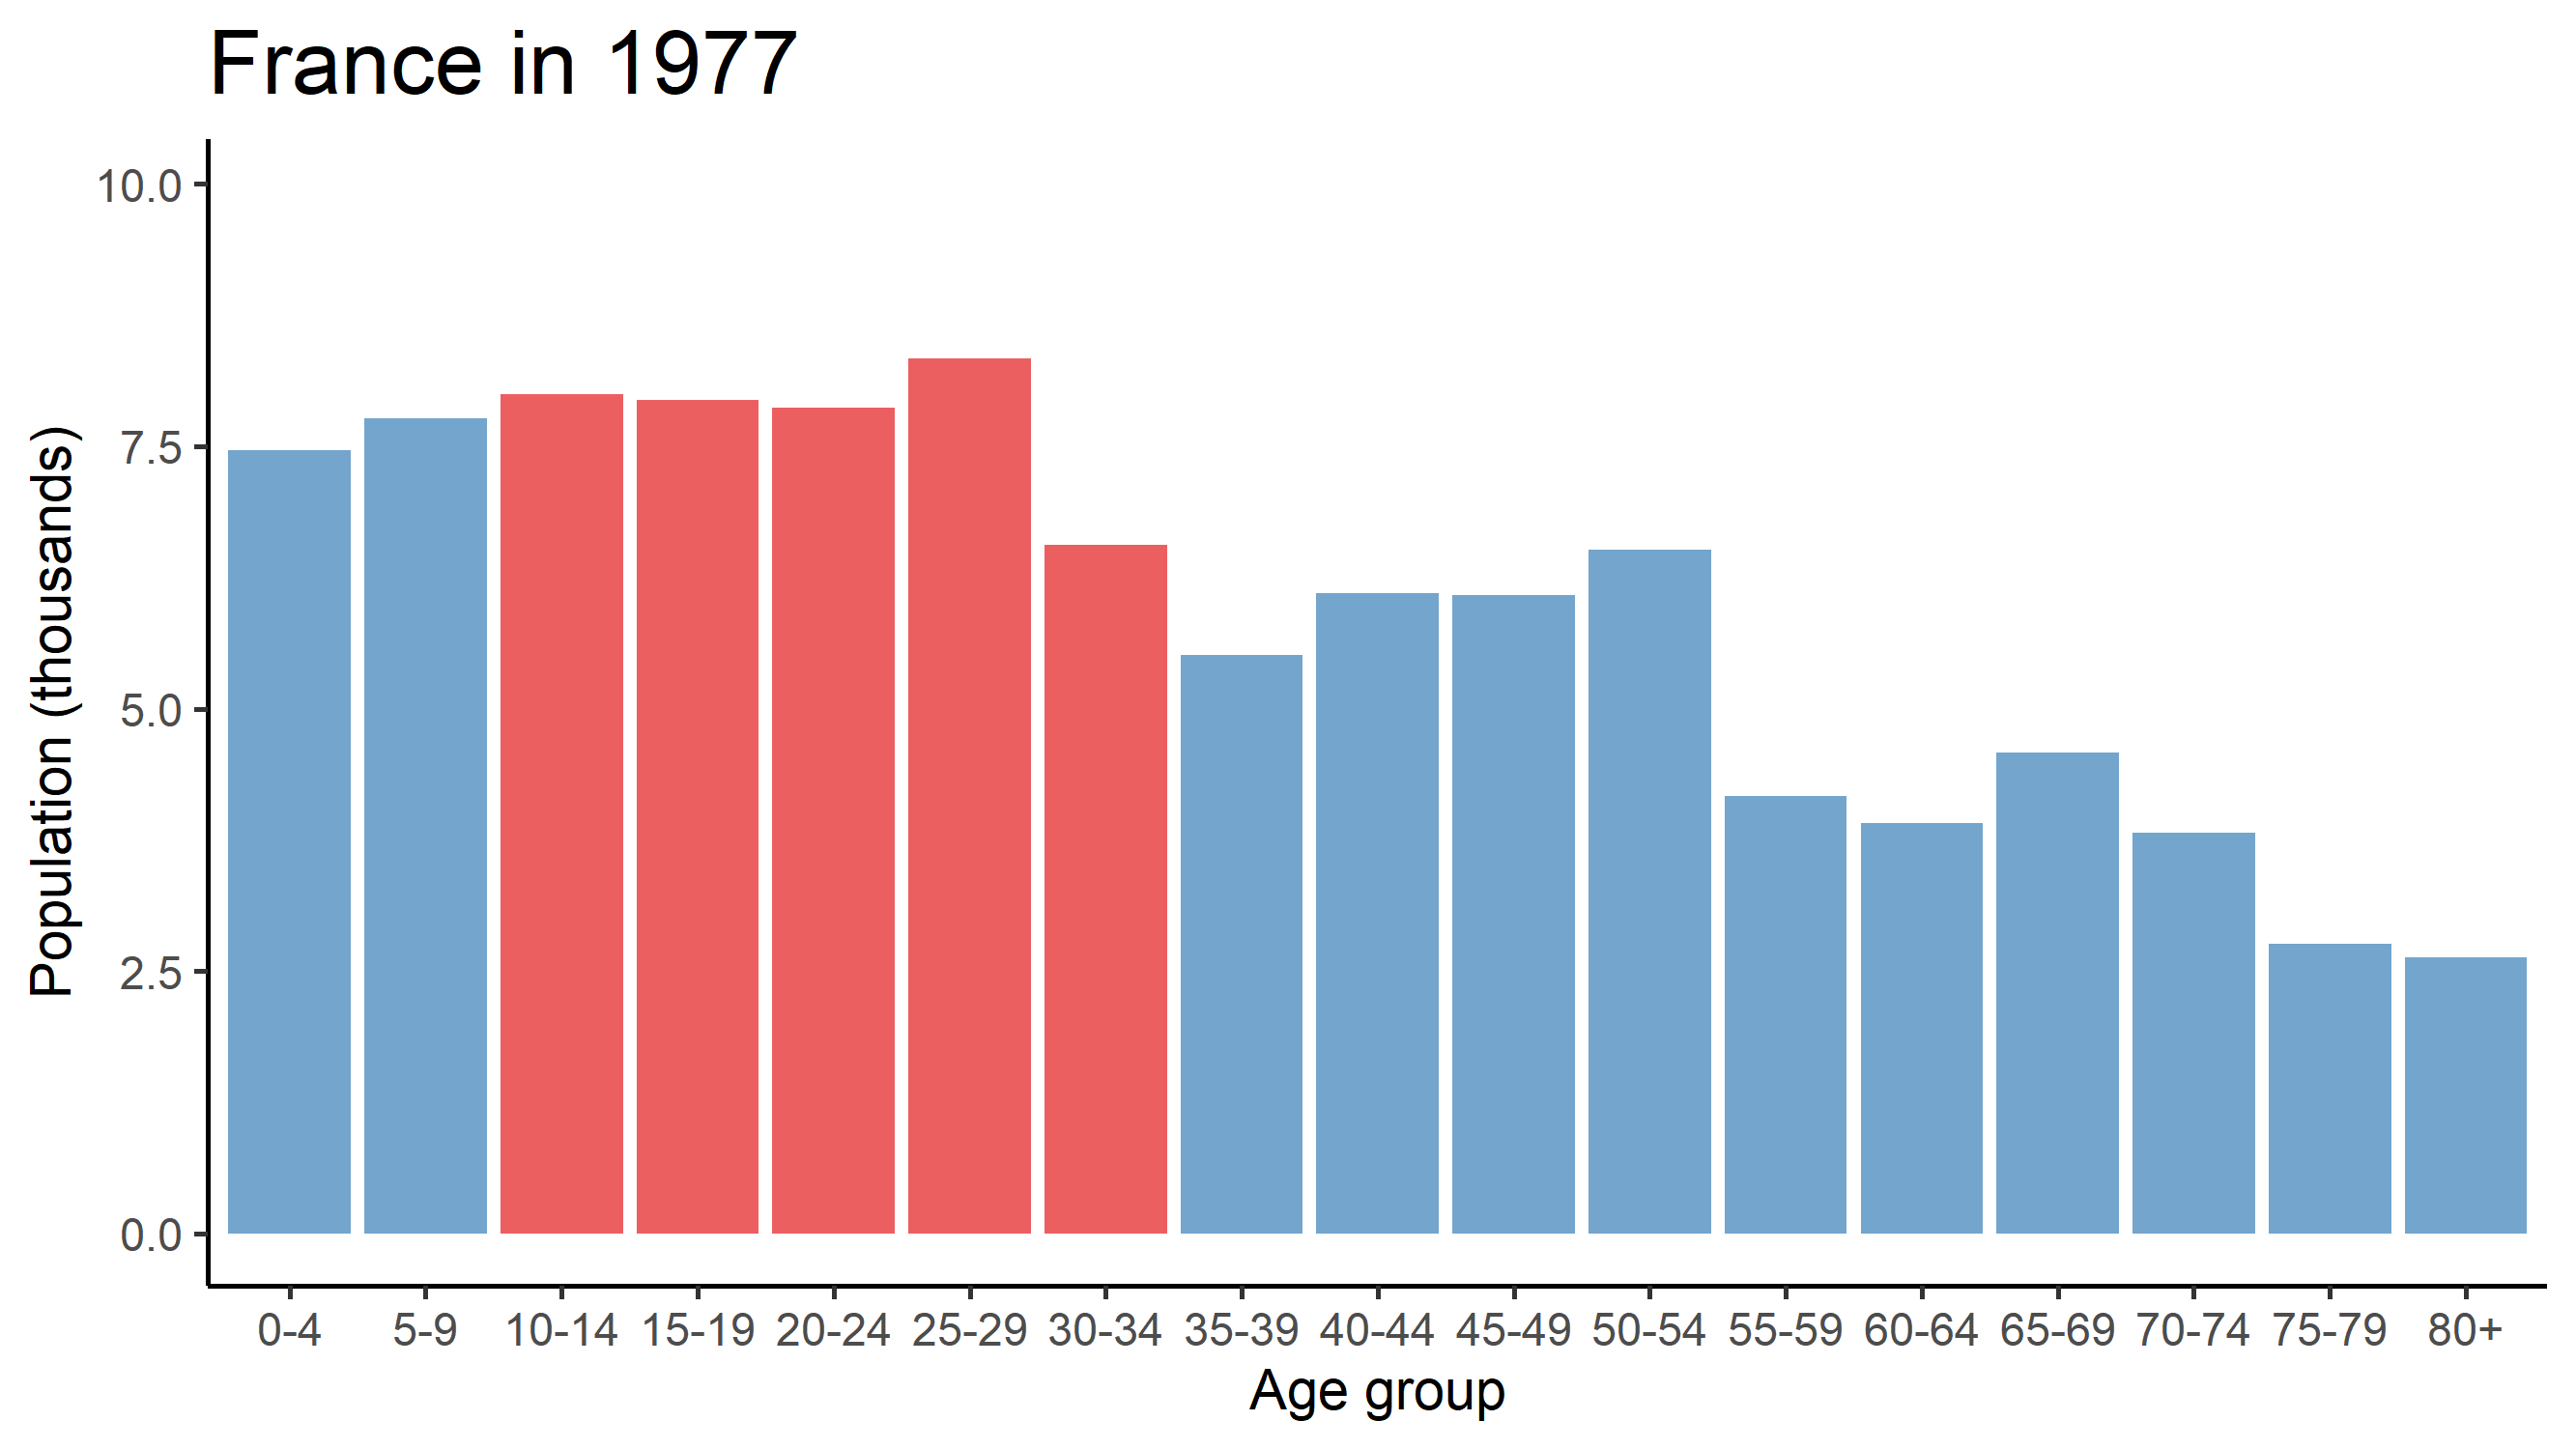 France in 1977
Population (thousands)
10.0
7.5
5.0
2.5
0.0
0-4 5-9 10-14 15-19 20-24 25-29 30-34 35-39 40-44 45-49 50-54 55-59 60-64 65-69 70-74 75-79 80+
Age group